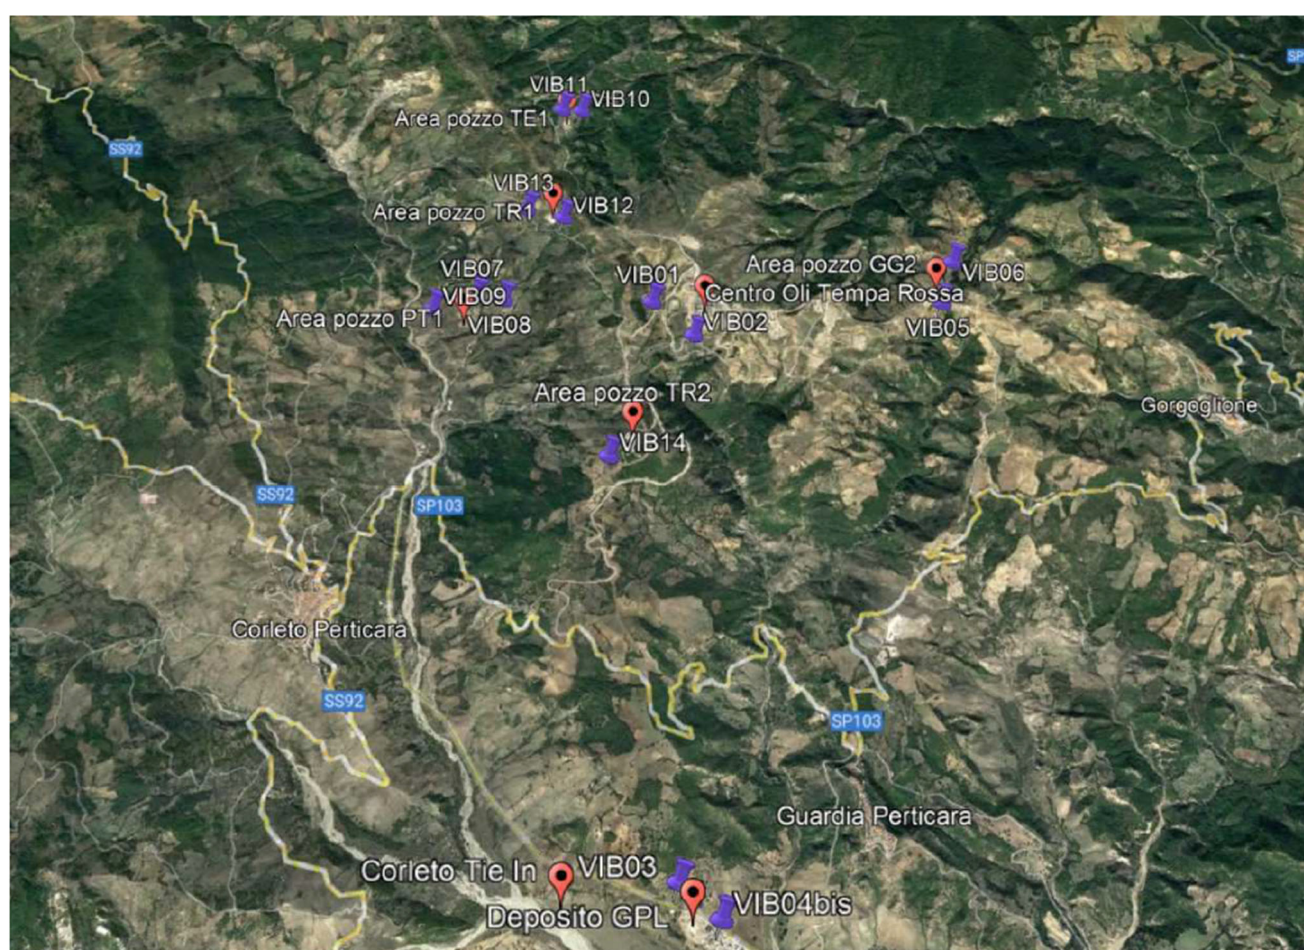 SP
VIB11
VIB10
Area pozzo TE1
SS92
VIB13
VIB12
Area pozzo TR1
VIB07
VIB01
Area pozzo GG2
VIB06
VIB09
Centro Oli Tempa Rossa
Area pozzo PT1
VIB08
VIB02
VIB05
Area pozzo TR2
Gorgoglione
VIB14
SS92
SP103
Corleto Perticara
SS92
SP103
Guardia Perticara
Corleto Tie In
VIB03
Deposito GPL
VIB04bis